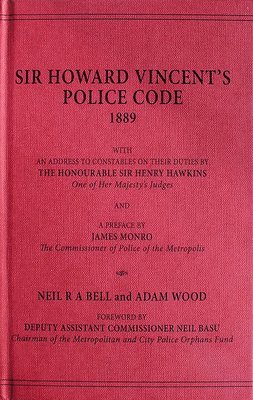 SIR HOWARD VINCENT'S
POLICE CODE
1889
WITH
AN ADDRESS TO CONSTABLES ON THEIR DUTIES BY
THE HONOURABLE SIR HENRY HAWKINS
One of Her Majesty's Judges
AND
A PREFACE BY
JAMES MONRO
The Commissioner of Police of the Metropolis
NEIL R A BELL and ADAM WOOD
FOREWORD BY
DEPUTY ASSISTANT COMMISSIONER NEIL BASU
Chairman of the Metropolitan and City Police Orphans Fund